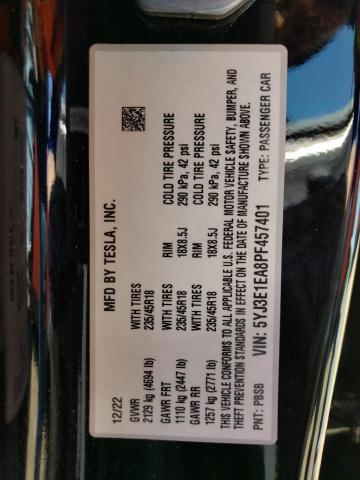 MFD BY TESLA, INC.
12/22
GVWR
2129 kg (4694 lb)
GAWR FRT WITH TIRES RIM COLD TIRE PRESSURE
1110 kg (2447 lb) 235/45R18 18X8.5J 290 kPa, 42 psi
GAWR RR WITH TIRES RIM COLD TIRE PRESSURE
1257 kg (2771 lb) 235/45R18 18X8.5J 290 kPa, 42 psi
THIS VEHICLE CONFORMS TO ALL APPLICABLE U.S. FEDERAL MOTOR VEHICLE SAFETY, BUMPER, AND
THEFT PREVENTION STANDARDS IN EFFECT ON THE DATE OF MANUFACTURE SHOWN ABOVE.
VIN: 5YJ3E1EA8PF457401
PNT: PBSB TYPE: PASSENGER CAR